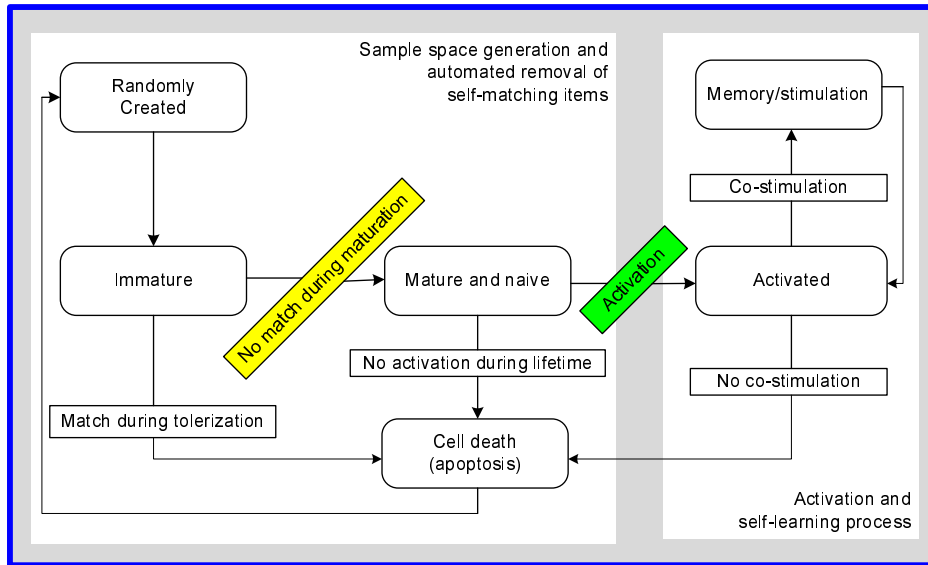 Sample space generation and
automated removal of
self-matching items
Randomly
Created
Memory/stimulation
Co-stimulation
No match during maturation
Activation
Immature
Mature and naive
Activated
No activation during lifetime
No co-stimulation
Match during tolerization
Cell death
(apoptosis)
Activation and
self-learning process